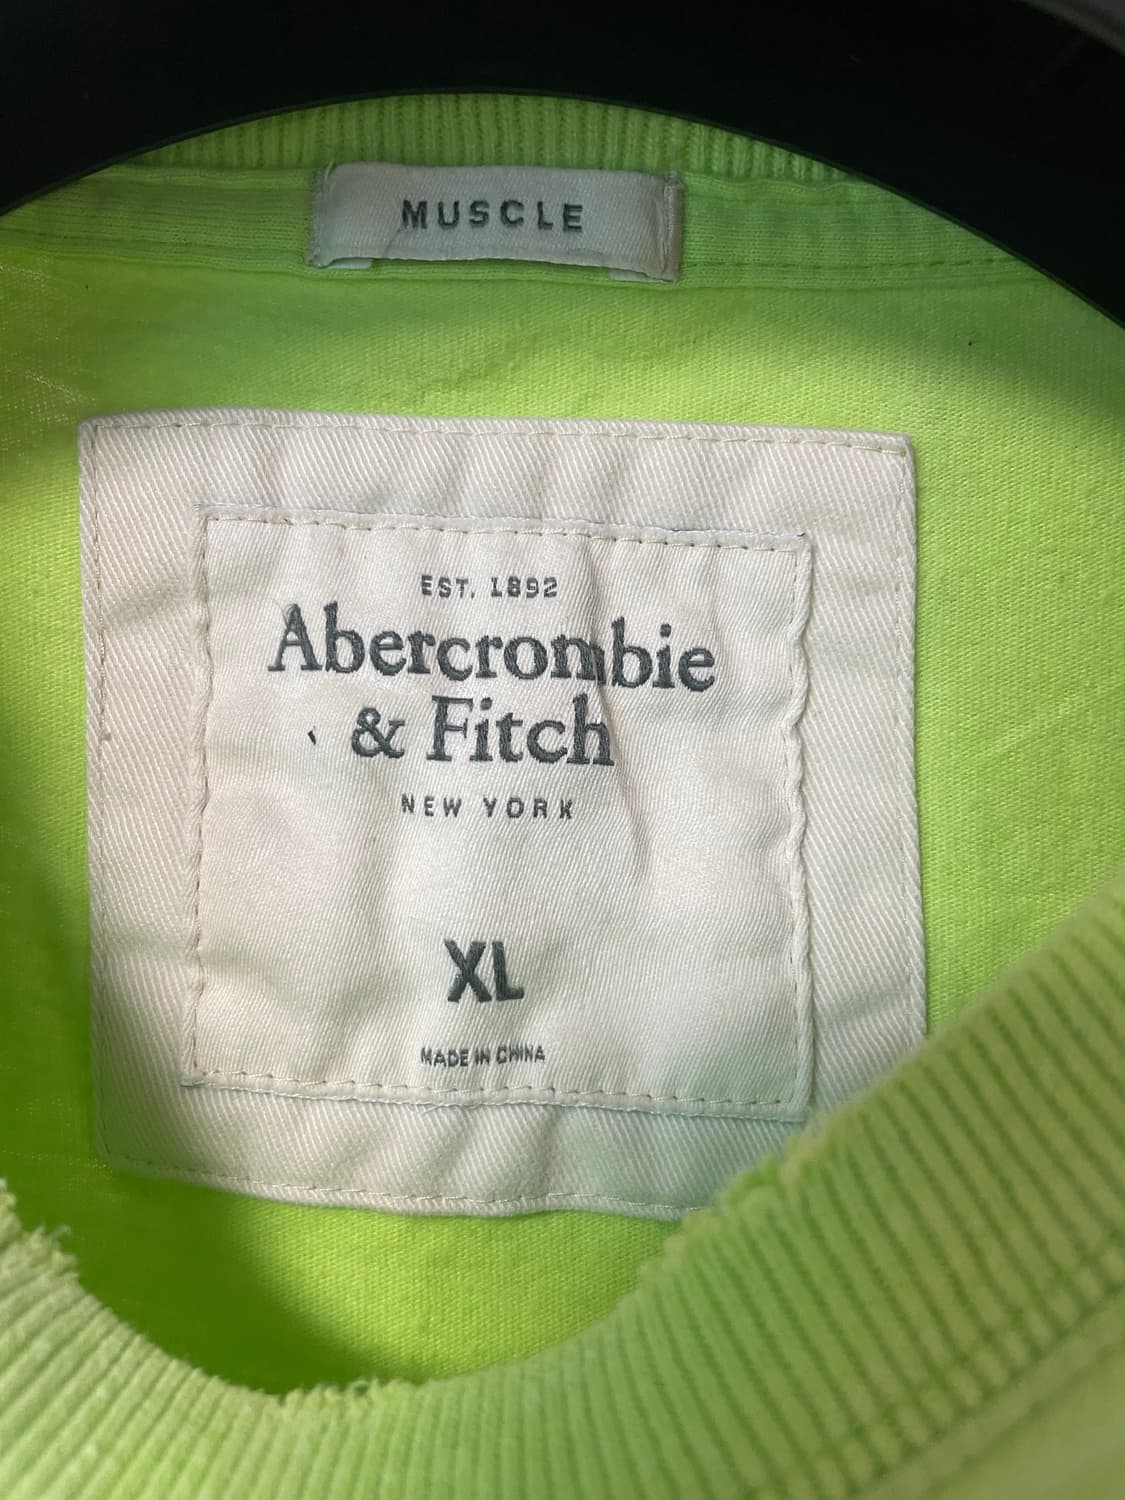 MUSCLE
EST. 1892
Abercrombie
& Fitch
NEW YORK
XL
MADE IN CHINA